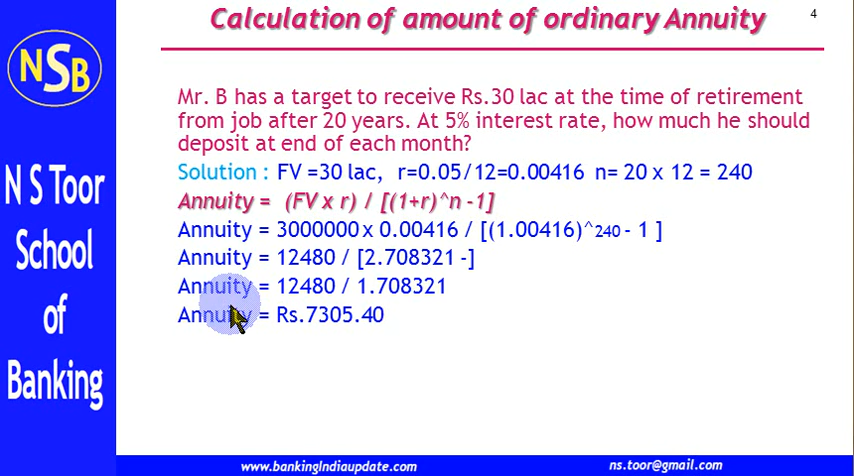 Calculation of amount of ordinary Annuity
4
NSB
N S Toor
School
of
Banking
Mr. B has a target to receive Rs.30 lac at the time of retirement
from job after 20 years. At 5% interest rate, how much he should
deposit at end of each month?
Solution : FV =30 lac, r=0.05/12=0.00416 n= 20 x 12 = 240
Annuity = (FV x r) / [(1+r)^n -1]
Annuity = 3000000 x 0.00416 / [(1.00416)^240 - 1 ]
Annuity = 12480 / [2.708321 -]
Annuity = 12480 / 1.708321
Annuity = Rs.7305.40
www.bankingindiaupdate.com
ns.toor@gmail.com